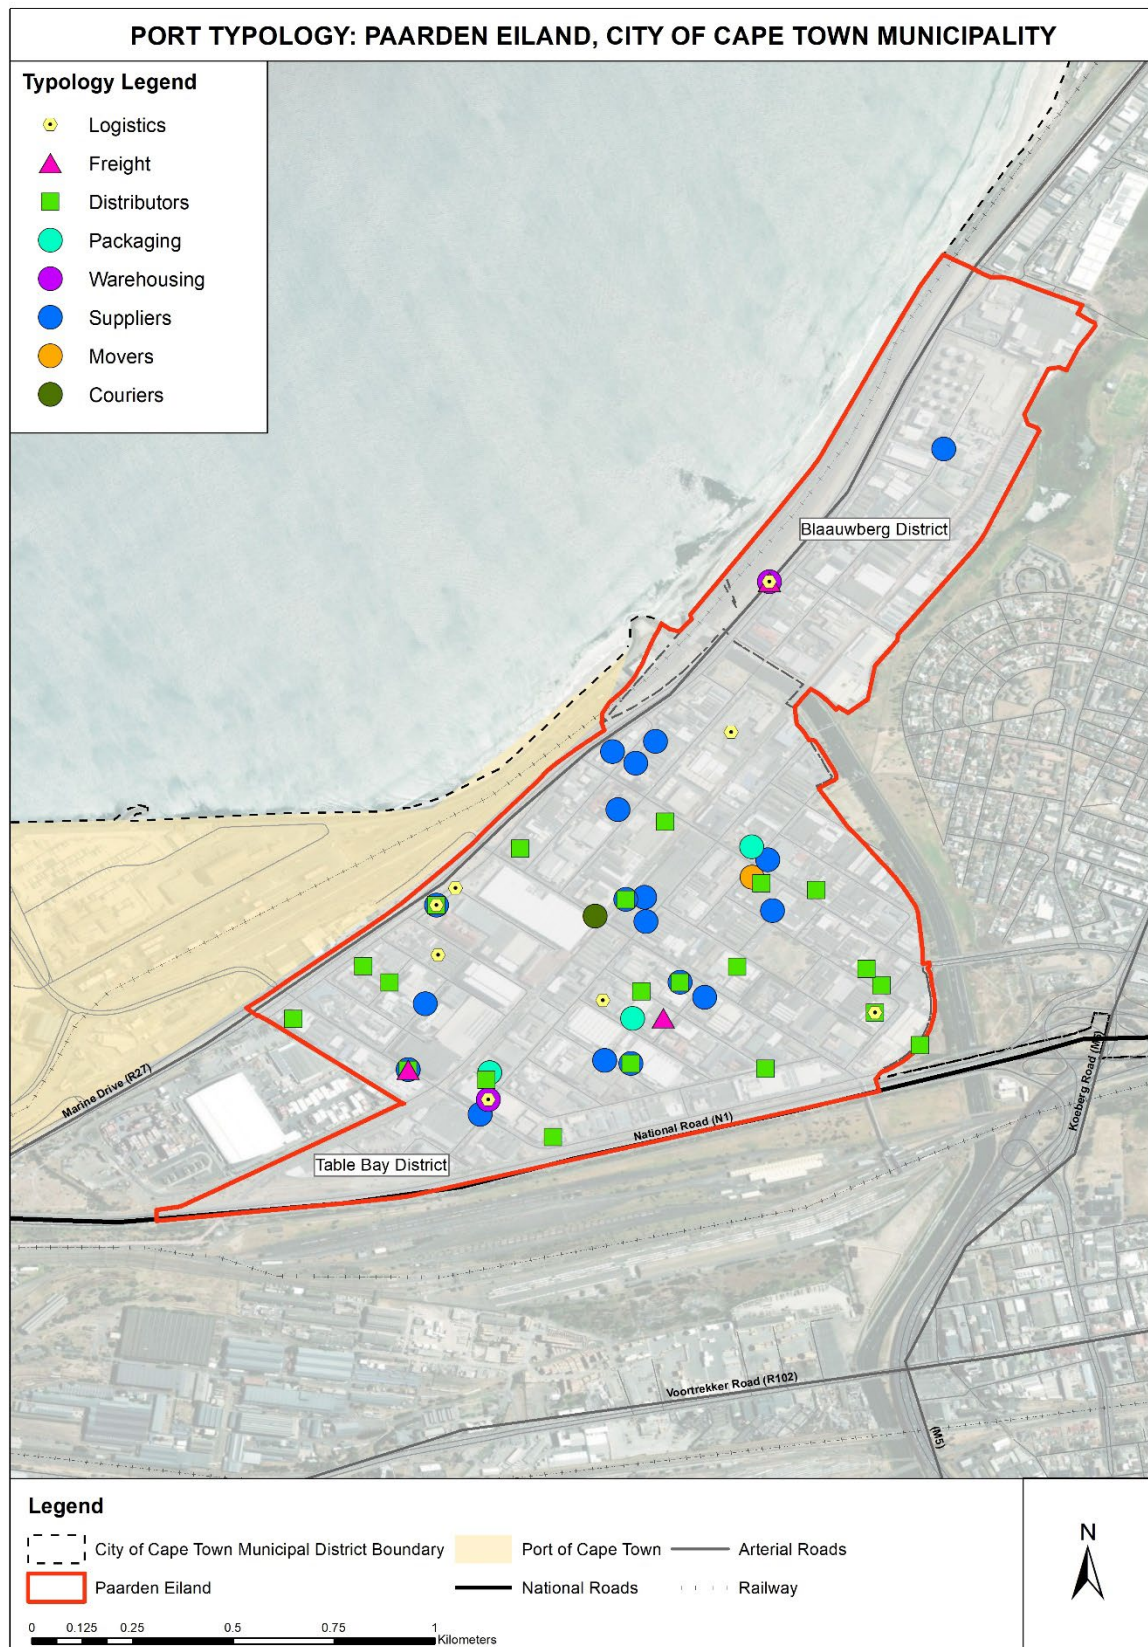 PORT TYPOLOGY: PAARDEN EILAND, CITY OF CAPE TOWN MUNICIPALITY
Typology Legend
Logistics
Freight
Distributors
Packaging
Warehousing
Suppliers
Movers
Couriers
Blaauwberg District
Marine Drive (R27)
National Road (N1)
Koeberg Road (M5)
Table Bay District
Voortrekker Road (R102)
(M5)
Legend
City of Cape Town Municipal District Boundary
Port of Cape Town
Arterial Roads
Paarden Eiland
National Roads
Railway
N
0 0.125 0.25 0.5 0.75 1
Kilometers